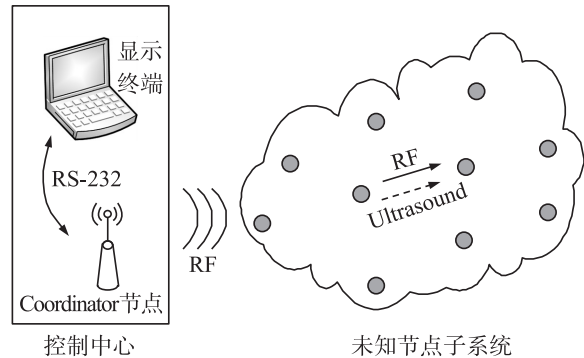 显示
终端
RS-232
Coordinator节点
控制中心
RF
RF
Ultrasound
未知节点子系统